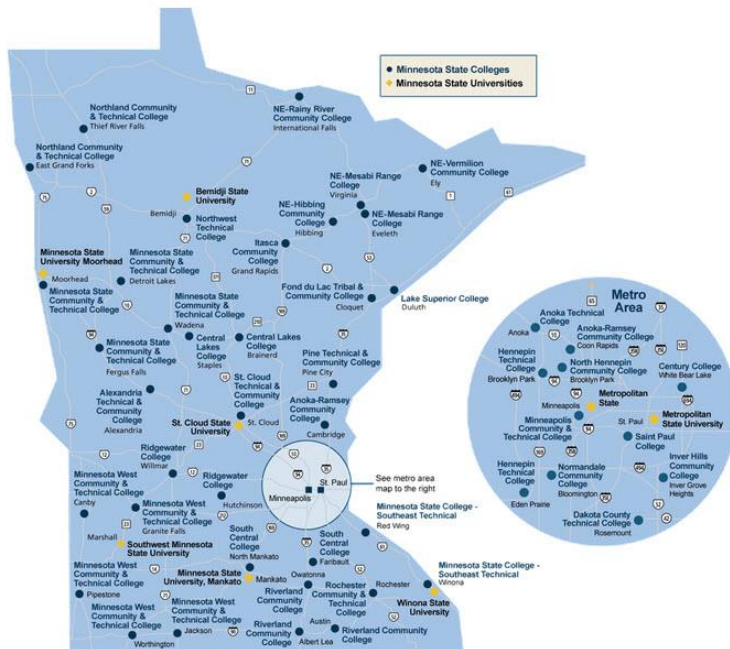 Minnesota State Colleges
Minnesota State Universities
Northland Community
& Technical College
Thief River Falls
NE-Rainy River
Community College
International Falls
Northland Community
& Technical College
East Grand Forks
NE-Vermilion Community
College
Ely
NE-Mesabi Range
College
Virginia
Bemidji State
University
Bemidji
NE-Hibbing
Community
College
Hibbing
NE-Mesabi Range
College
Eveleth
Northwest
Technical
College
Itasca
Community
College
Grand Rapids
Minnesota State
University Moorhead
Moorhead
Minnesota State
Community &
Technical College
Minnesota State
Community &
Technical College
Detroit Lakes
Fond du Lac Tribal &
Community College
Cloquet
Lake Superior College
Duluth
Minnesota State
Community &
Technical College
Wadena
Minnesota State
Community &
Technical College
Fergus Falls
Central
Lakes
College
Staples
Central Lakes
College
Brainerd
Pine Technical &
Community College
Pine City
Alexandria
Technical &
Community
College
Alexandria
St. Cloud
Technical &
Community
College
St. Cloud State
University
St. Cloud
Anoka-Ramsey
Community
College
Cambridge
Ridgewater
College
Willmar
Ridgewater
College
Hutchinson
Minnesota West
Community &
Technical College
Canby
Minnesota West
Community &
Technical College
Granite Falls
Minneapolis
St. Paul
See metro area
map to the right
Minnesota State College -
Southeast Technical
Red Wing
Marshall
Southwest Minnesota
State University
South
Central
College
North Mankato
South
Central
College
Faribault
Minnesota State College -
Southeast Technical
Winona
Minnesota State
University, Mankato
Mankato
Owatonna
Riverland
Community
College
Rochester
Community
& Technical
College
Rochester
Winona State
University
Minnesota West
Community &
Technical College
Pipestone
Minnesota West
Community &
Technical College
Worthington
Minnesota West
Community &
Technical College
Jackson
Riverland
Community
College
Albert Lea
Austin
Riverland Community
College
Metro
Area
Anoka Technical
College
Anoka
Anoka-Ramsey
Community College
Coon Rapids
Hennepin
Technical
College
Brooklyn Park
North Hennepin
Community College
Brooklyn Park
Century College
White Bear Lake
Metropolitan
State
Minneapolis
Minneapolis
Community &
Technical College
St. Paul
Metropolitan
State University
Saint Paul
College
Hennepin
Technical
College
Eden Prairie
Normandale
Community
College
Bloomington
Inver Hills
Community
College
Inver Grove
Heights
Dakota County
Technical College
Rosemount